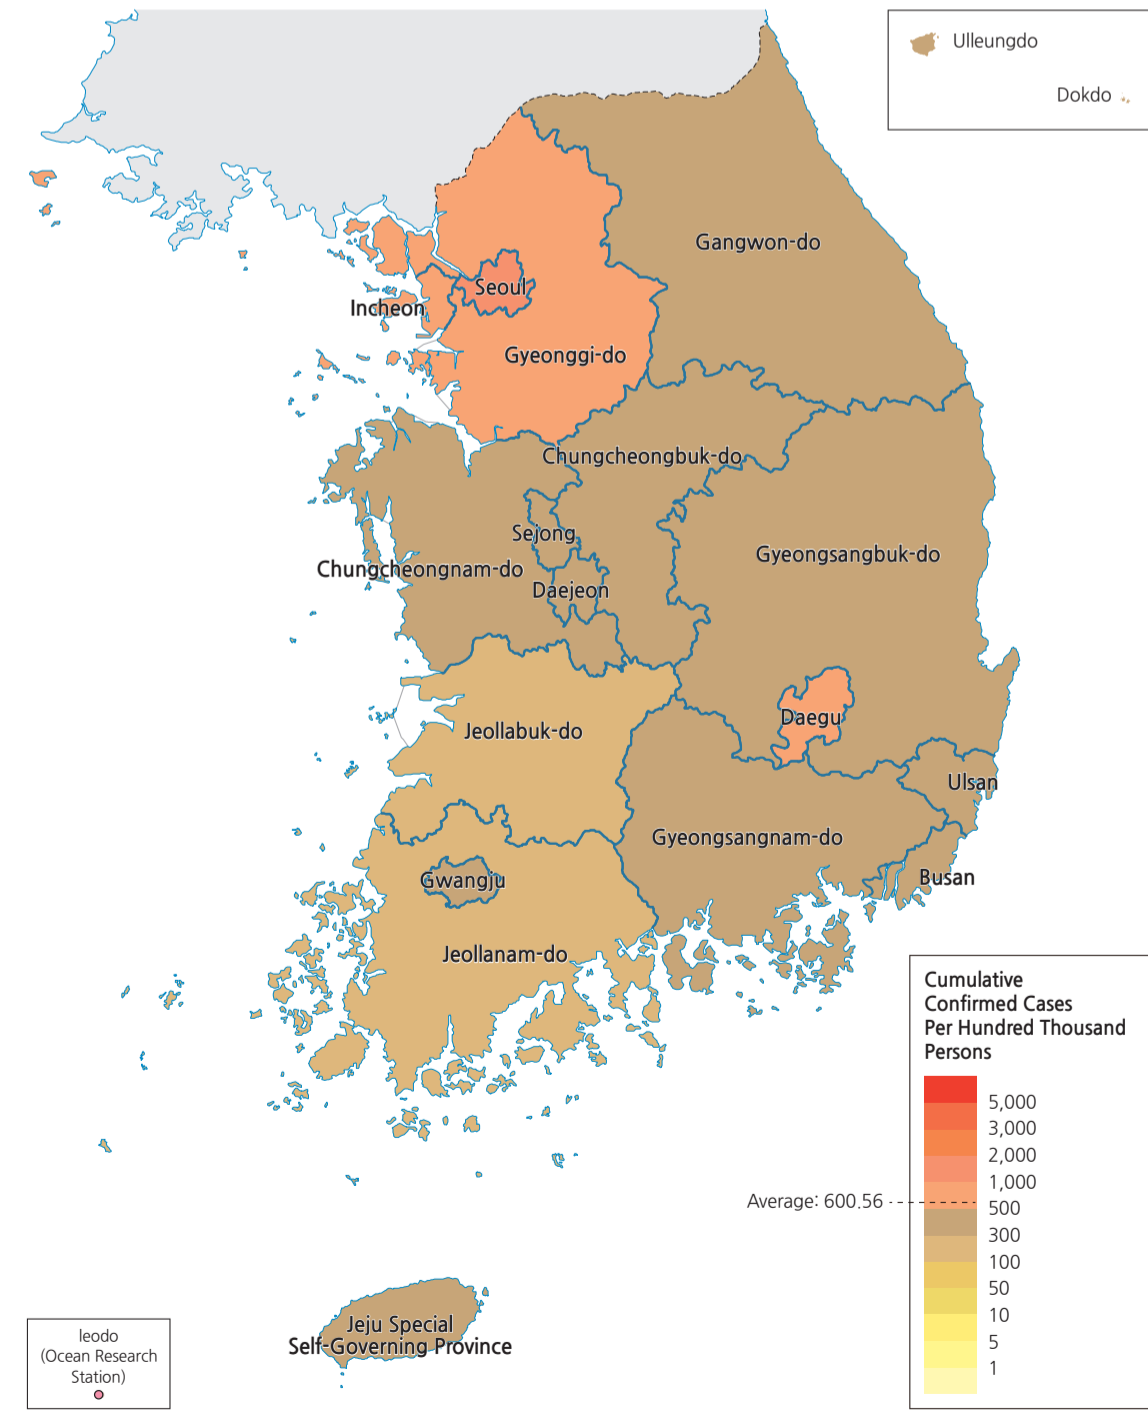 Ulleungdo
Dokdo
Gangwon-do
Seoul
Incheon
Gyeonggi-do
Chungcheongbuk-do
Sejong
Gyeongsangbuk-do
Chungcheongnam-do
Daejeon
Daegu
Jeollabuk-do
Ulsan
Gyeongsangnam-do
Gwangju
Busan
Jeollanam-do
Cumulative
Confirmed Cases
Per Hundred Thousand
Persons
5,000
3,000
2,000
1,000
Average: 600.56
500
300
100
50
10
5
1
Jeju Special
Self-Governing Province
Ieodo
(Ocean Research
Station)